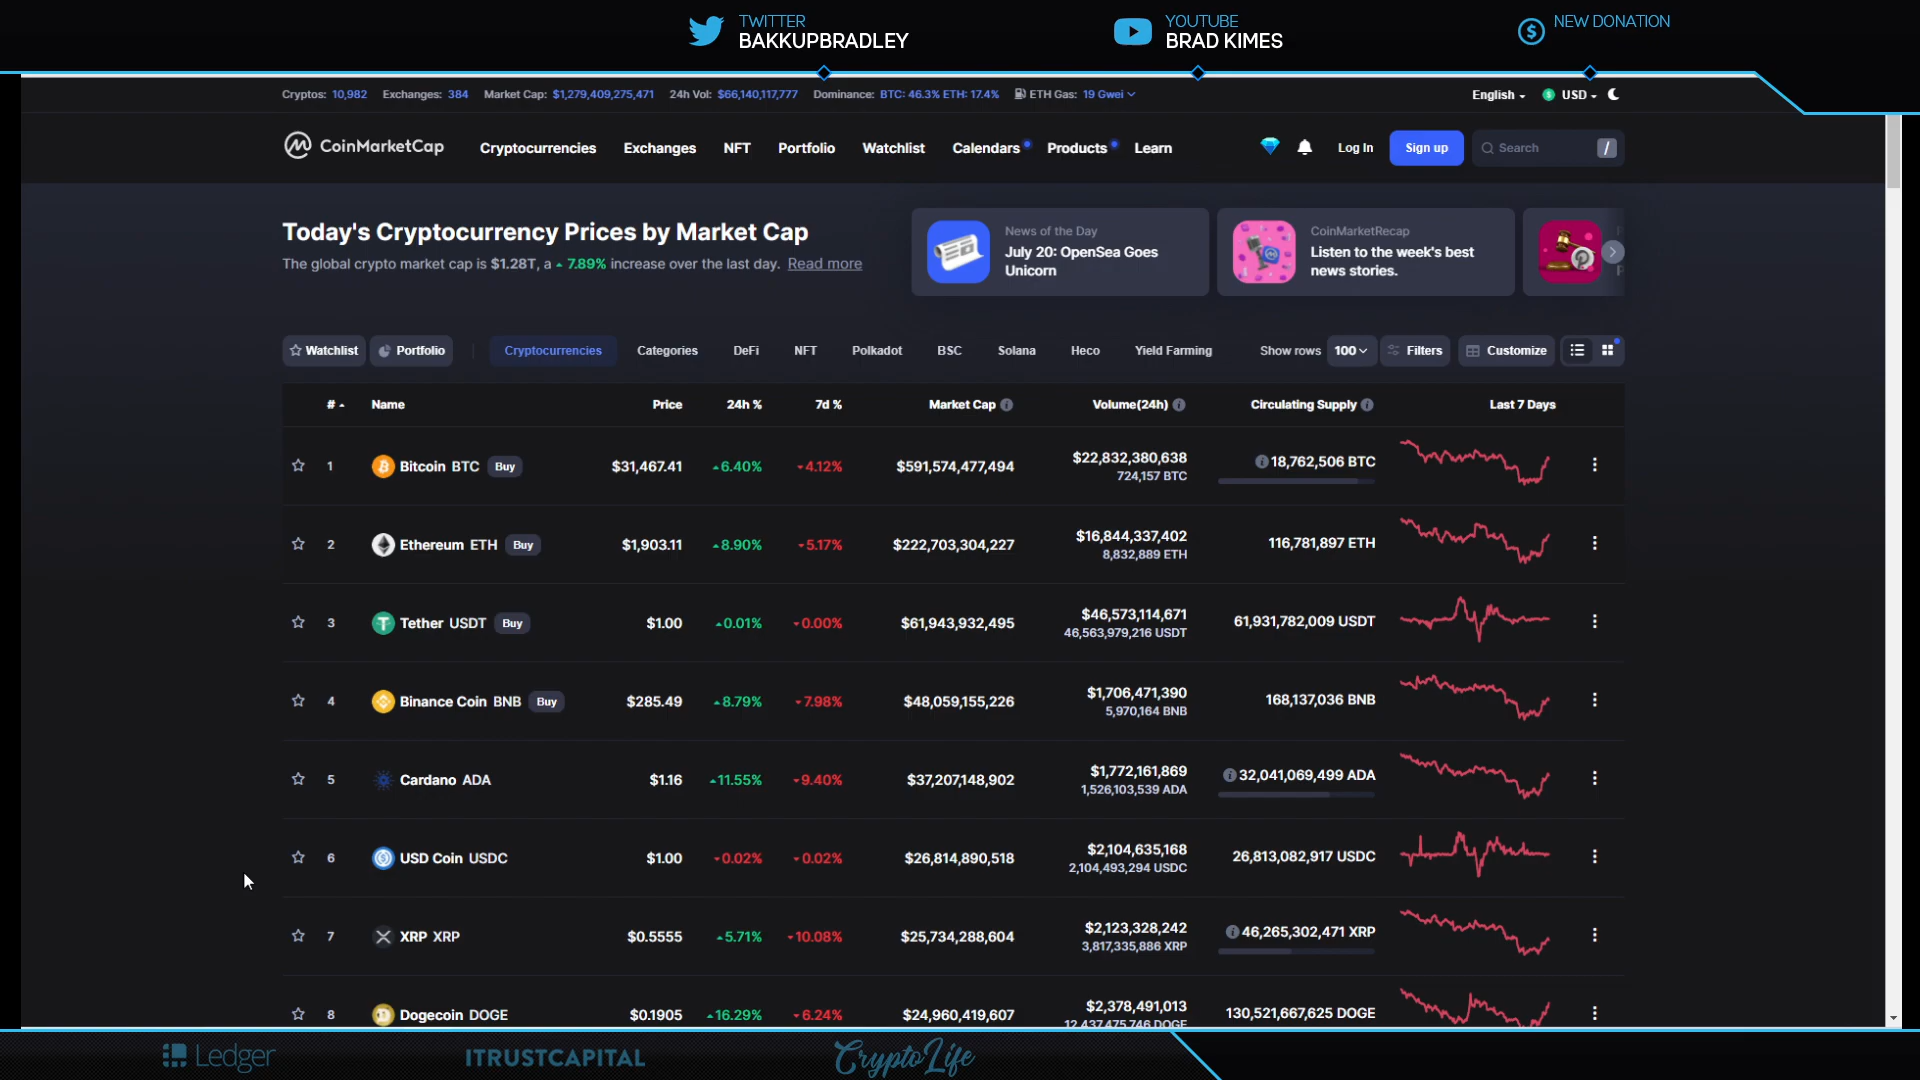 TWITTER
BAKKUPBRADLEY
YOUTUBE
BRAD KIMES
NEW DONATION
Cryptos: 10,982 Exchanges: 384 Market Cap: $1,279,409,275,471 24h Vol: $66,140,117,777 Dominance: BTC: 46.3% ETH: 17.4% ETH Gas: 19 Gwei English USD
CoinMarketCap Cryptocurrencies Exchanges NFT Portfolio Watchlist Calendars Products Learn Log In Sign up Search /
Today's Cryptocurrency Prices by Market Cap
The global crypto market cap is $1.28T, a 7.89% increase over the last day. Read more
News of the Day
July 20: OpenSea Goes
Unicorn
CoinMarketRecap
Listen to the week's best
news stories.
Watchlist Portfolio Cryptocurrencies Categories DeFi NFT Polkadot BSC Solana Heco Yield Farming Show rows 100 Filters Customize
# Name Price 24h % 7d % Market Cap Volume(24h) Circulating Supply Last 7 Days
1 Bitcoin BTC Buy $31,467.41 6.40% 4.12% $591,574,477,494 $22,832,380,638 18,762,506 BTC
724,157 BTC
2 Ethereum ETH Buy $1,903.11 8.90% 5.17% $222,703,304,227 $16,844,337,402 116,781,897 ETH
8,832,889 ETH
3 Tether USDT Buy $1.00 0.01% 0.00% $61,943,932,495 $46,573,114,671 61,931,782,009 USDT
46,563,979,216 USDT
4 Binance Coin BNB Buy $285.49 8.79% 7.98% $48,059,155,226 $1,706,471,390 168,137,036 BNB
5,970,164 BNB
5 Cardano ADA $1.16 11.55% 9.40% $37,207,148,902 $1,772,161,869 32,041,069,499 ADA
1,526,103,539 ADA
6 USD Coin USDC $1.00 0.02% 0.02% $26,814,890,518 $2,104,635,168 26,813,082,917 USDC
2,104,493,294 USDC
7 XRP XRP $0.5555 5.71% 10.08% $25,734,288,604 $2,123,328,242 46,265,302,471 XRP
3,817,335,886 XRP
8 Dogecoin DOGE $0.1905 16.29% 6.24% $24,960,419,607 $2,378,491,013 130,521,667,625 DOGE
12,437,475,746 DOGE
Ledger ITRUSTCAPITAL CryptoLife